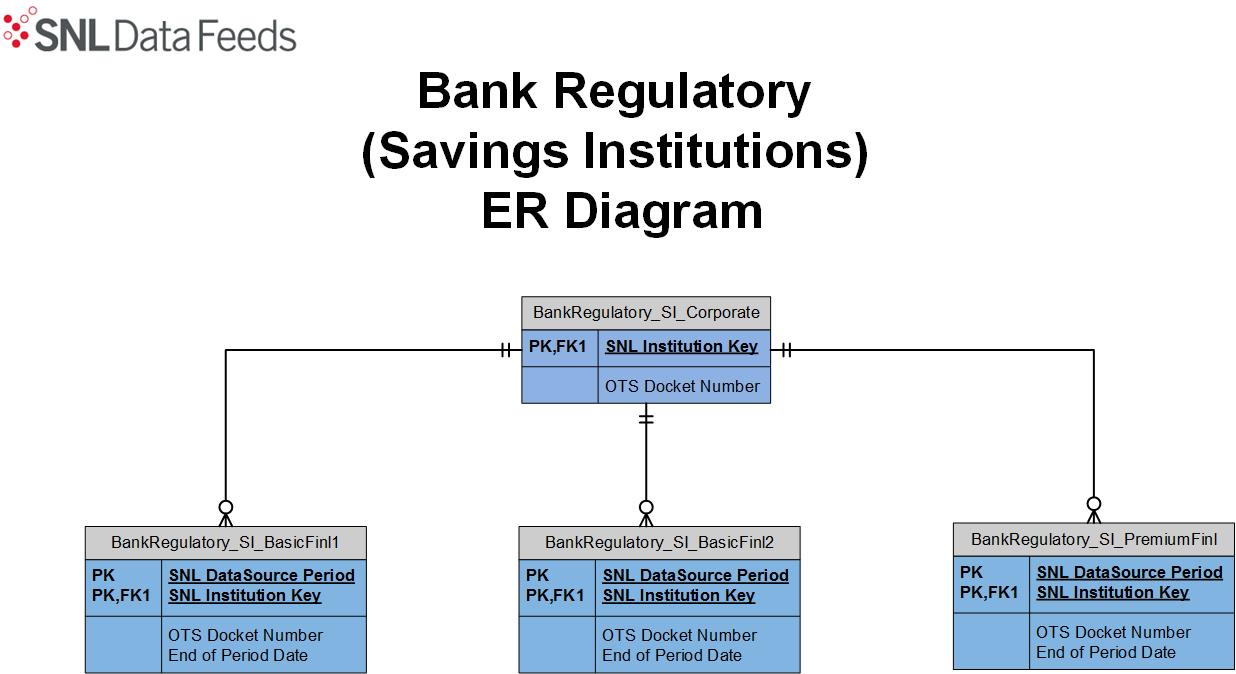 SNL Data Feeds
Bank Regulatory
(Savings Institutions)
ER Diagram
BankRegulatory_SI_Corporate
PK,FK1 SNL Institution Key
OTS Docket Number
BankRegulatory_SI_BasicFinl1
PK SNL DataSource Period
PK,FK1 SNL Institution Key
OTS Docket Number
End of Period Date
BankRegulatory_SI_BasicFinl2
PK SNL DataSource Period
PK,FK1 SNL Institution Key
OTS Docket Number
End of Period Date
BankRegulatory_SI_PremiumFinl
PK SNL DataSource Period
PK,FK1 SNL Institution Key
OTS Docket Number
End of Period Date